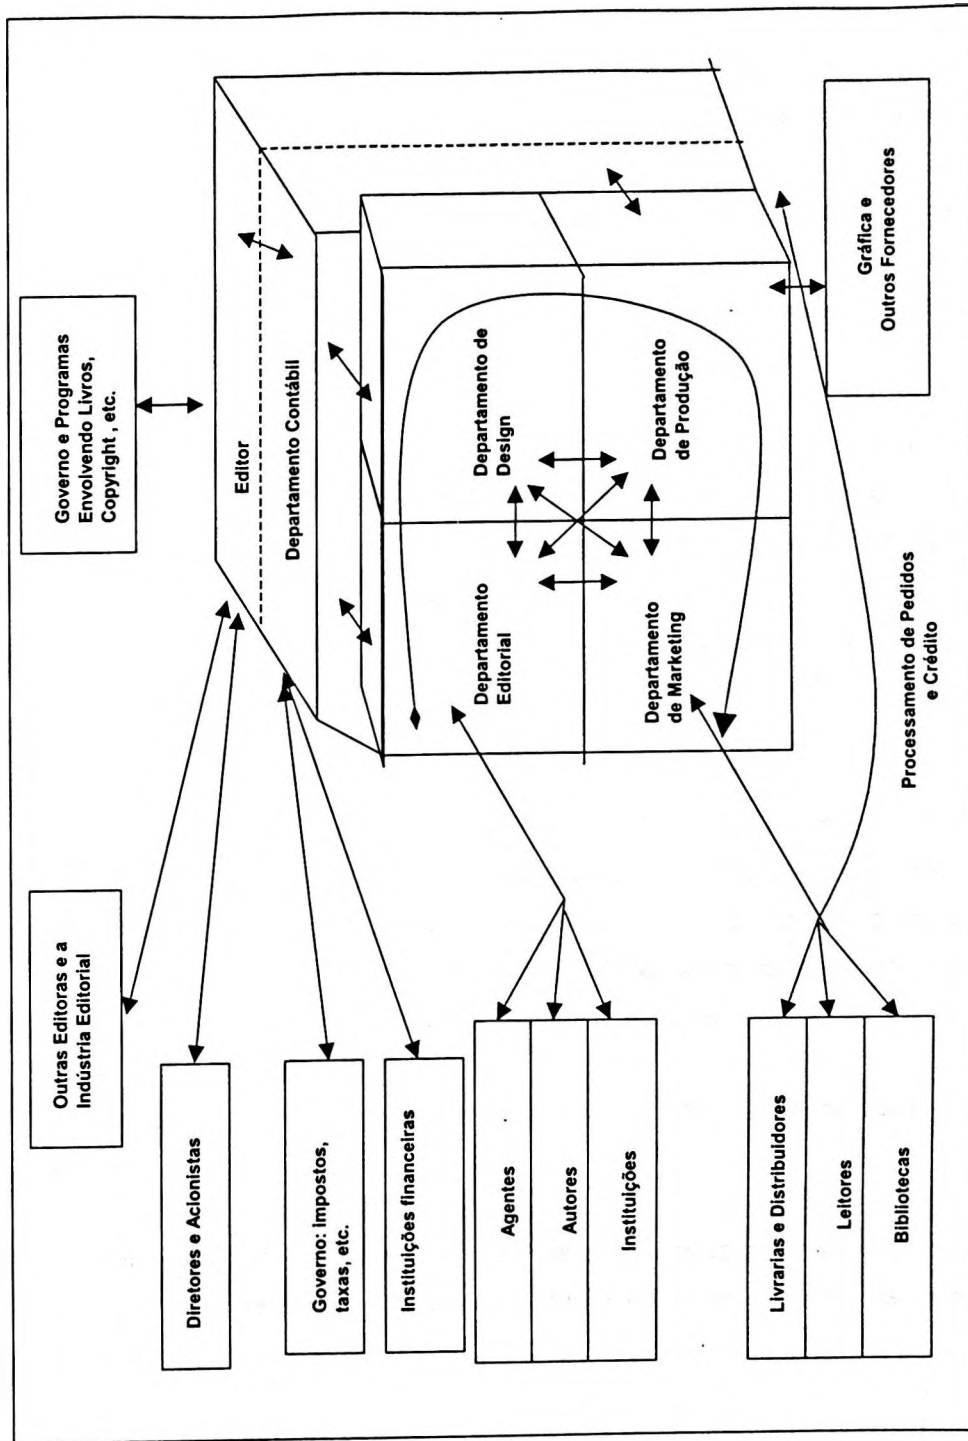 Outras Editoras e a
Indústria Editorial
Governo e Programas
Envolvendo Livros,
Copyright , etc.
Diretores e Acionistas
Editor
Departamento Contábil
Governo: impostos,
taxas, etc.
Instituições financeiras
Agentes
Autores
Instituições
Departamento
Editorial
Departamento de
Design
Departamento
de Marketing
Departamento
de Produção
Livrarias e Distribuidores
Leitores
Bibliotecas
Processamento de Pedidos
e Crédito
Gráfica e
Outros Fornecedores